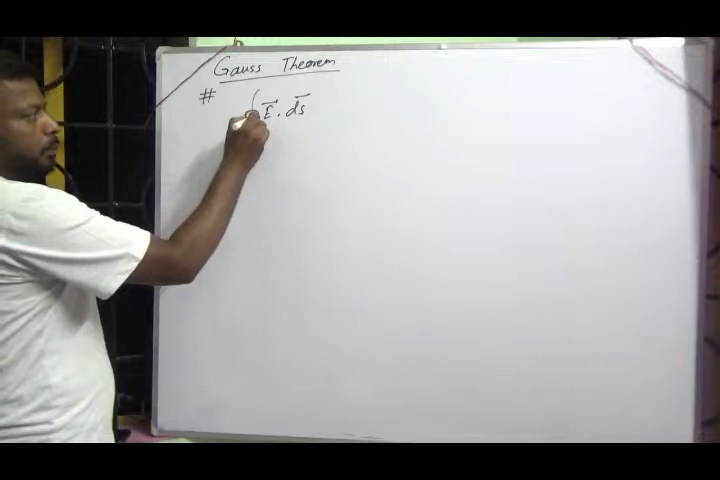 Gauss Theorem
# ∮ E⃗ . ds⃗